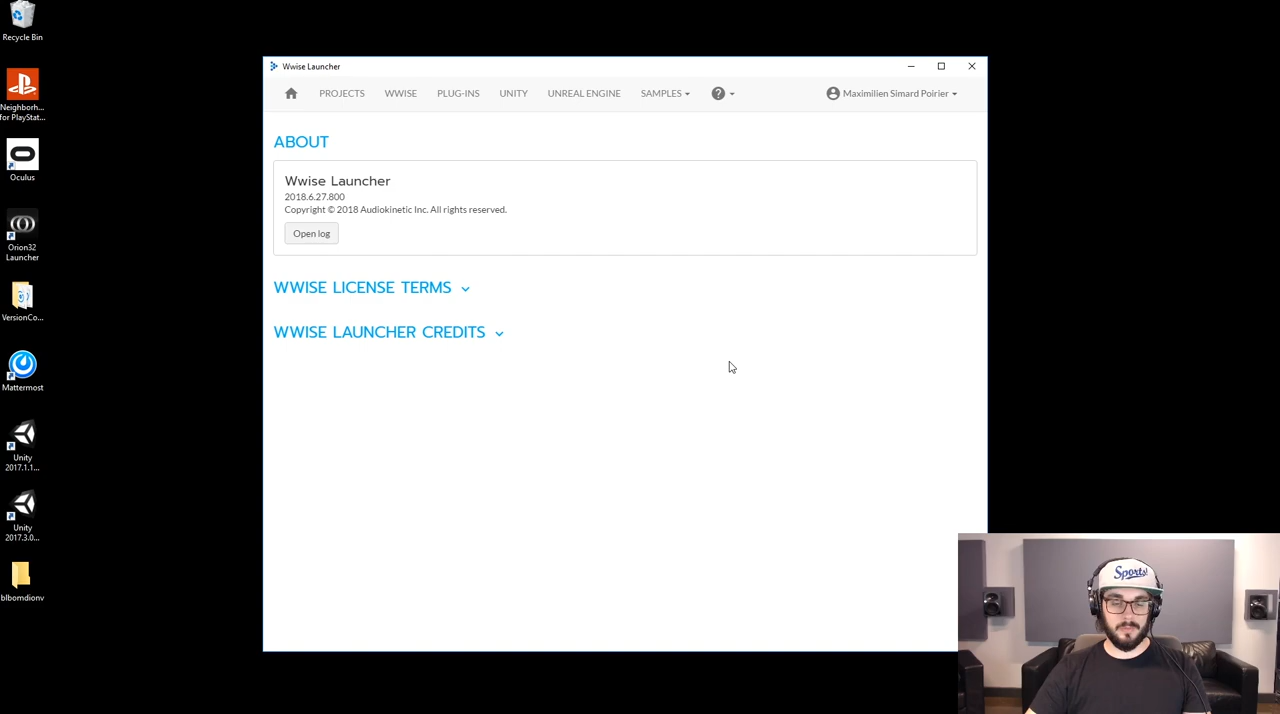 Recycle Bin
Neighborh...
for PlayStat...
Oculus
Orion32
Launcher
VersionCo...
Mattermost
Unity
2017.1.1...
Unity
2017.3.0...
blbomdionv
Wwise Launcher
PROJECTS WWISE PLUG-INS UNITY UNREAL ENGINE SAMPLES ? Maximilien Simard Poirier
ABOUT
Wwise Launcher
2018.6.27.800
Copyright © 2018 Audiokinetic Inc. All rights reserved.
Open log
WWISE LICENSE TERMS
WWISE LAUNCHER CREDITS
Sports!